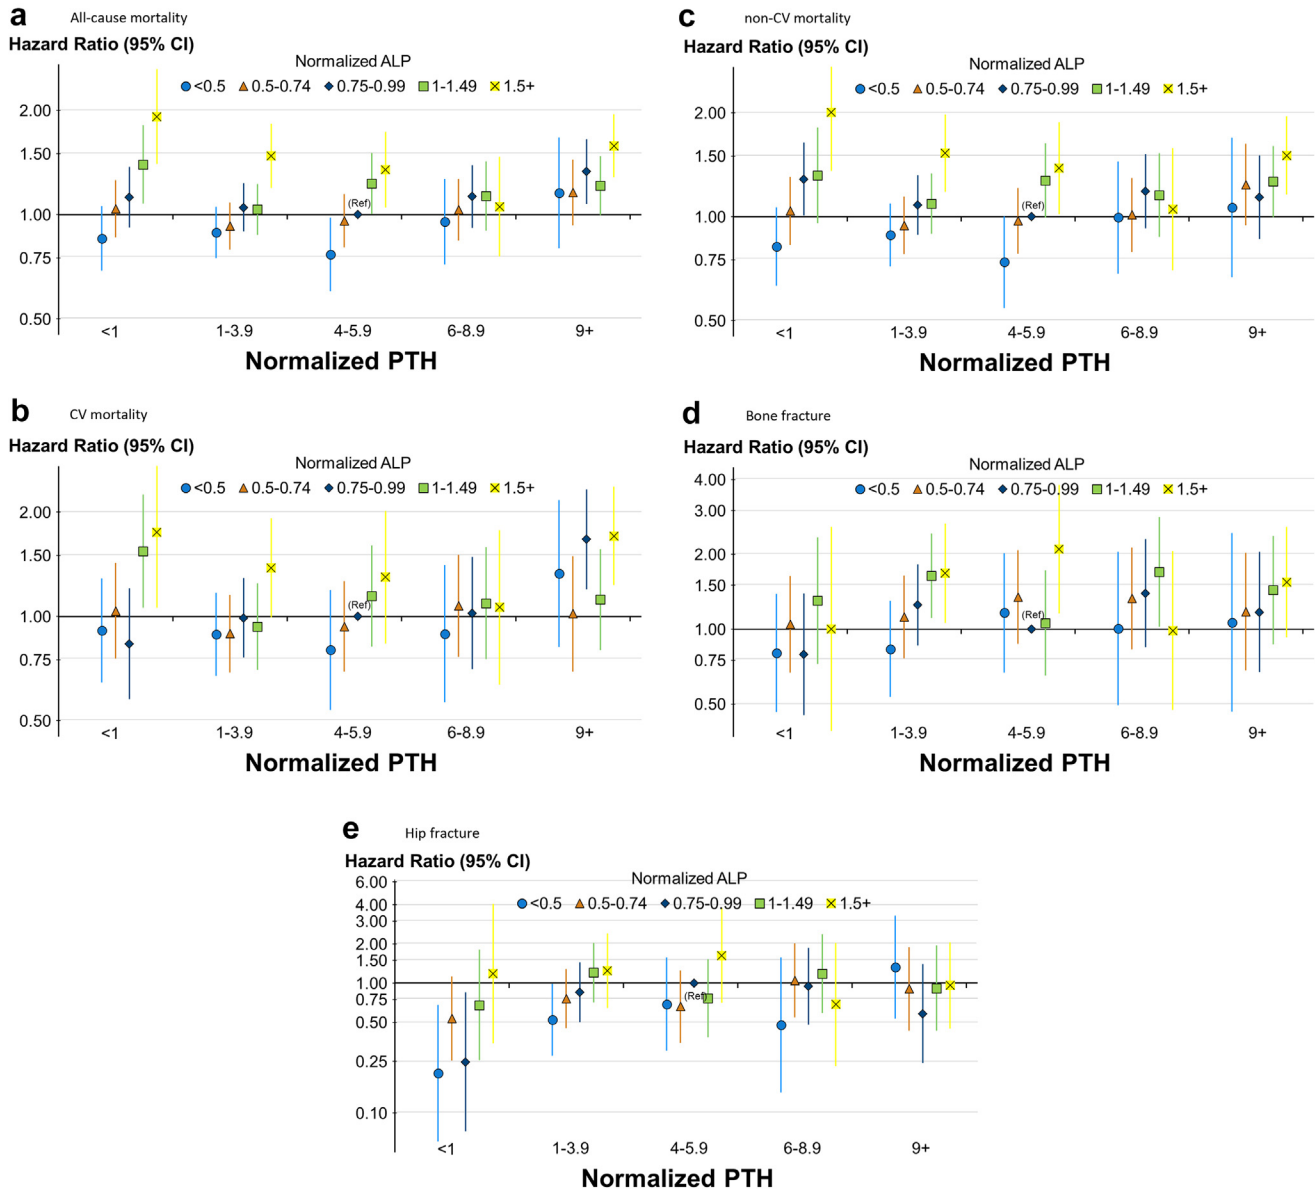 a All-cause mortality
Hazard Ratio (95% CI)
Normalized ALP
<0.5 0.5-0.74 0.75-0.99 1-1.49 1.5+
2.00
1.50
1.00
0.75
0.50
(Ref)
<1 1-3.9 4-5.9 6-8.9 9+
Normalized PTH
c non-CV mortality
Hazard Ratio (95% CI)
Normalized ALP
<0.5 0.5-0.74 0.75-0.99 1-1.49 1.5+
2.00
1.50
1.00
0.75
0.50
(Ref)
<1 1-3.9 4-5.9 6-8.9 9+
Normalized PTH
b CV mortality
Hazard Ratio (95% CI)
Normalized ALP
<0.5 0.5-0.74 0.75-0.99 1-1.49 1.5+
2.00
1.50
1.00
0.75
0.50
(Ref)
<1 1-3.9 4-5.9 6-8.9 9+
Normalized PTH
d Bone fracture
Hazard Ratio (95% CI)
Normalized ALP
<0.5 0.5-0.74 0.75-0.99 1-1.49 1.5+
4.00
3.00
2.00
1.50
1.00
0.75
0.50
(Ref)
<1 1-3.9 4-5.9 6-8.9 9+
Normalized PTH
e Hip fracture
Hazard Ratio (95% CI)
Normalized ALP
<0.5 0.5-0.74 0.75-0.99 1-1.49 1.5+
6.00
4.00
3.00
2.00
1.50
1.00
0.75
0.50
0.25
0.10
(Ref)
<1 1-3.9 4-5.9 6-8.9 9+
Normalized PTH